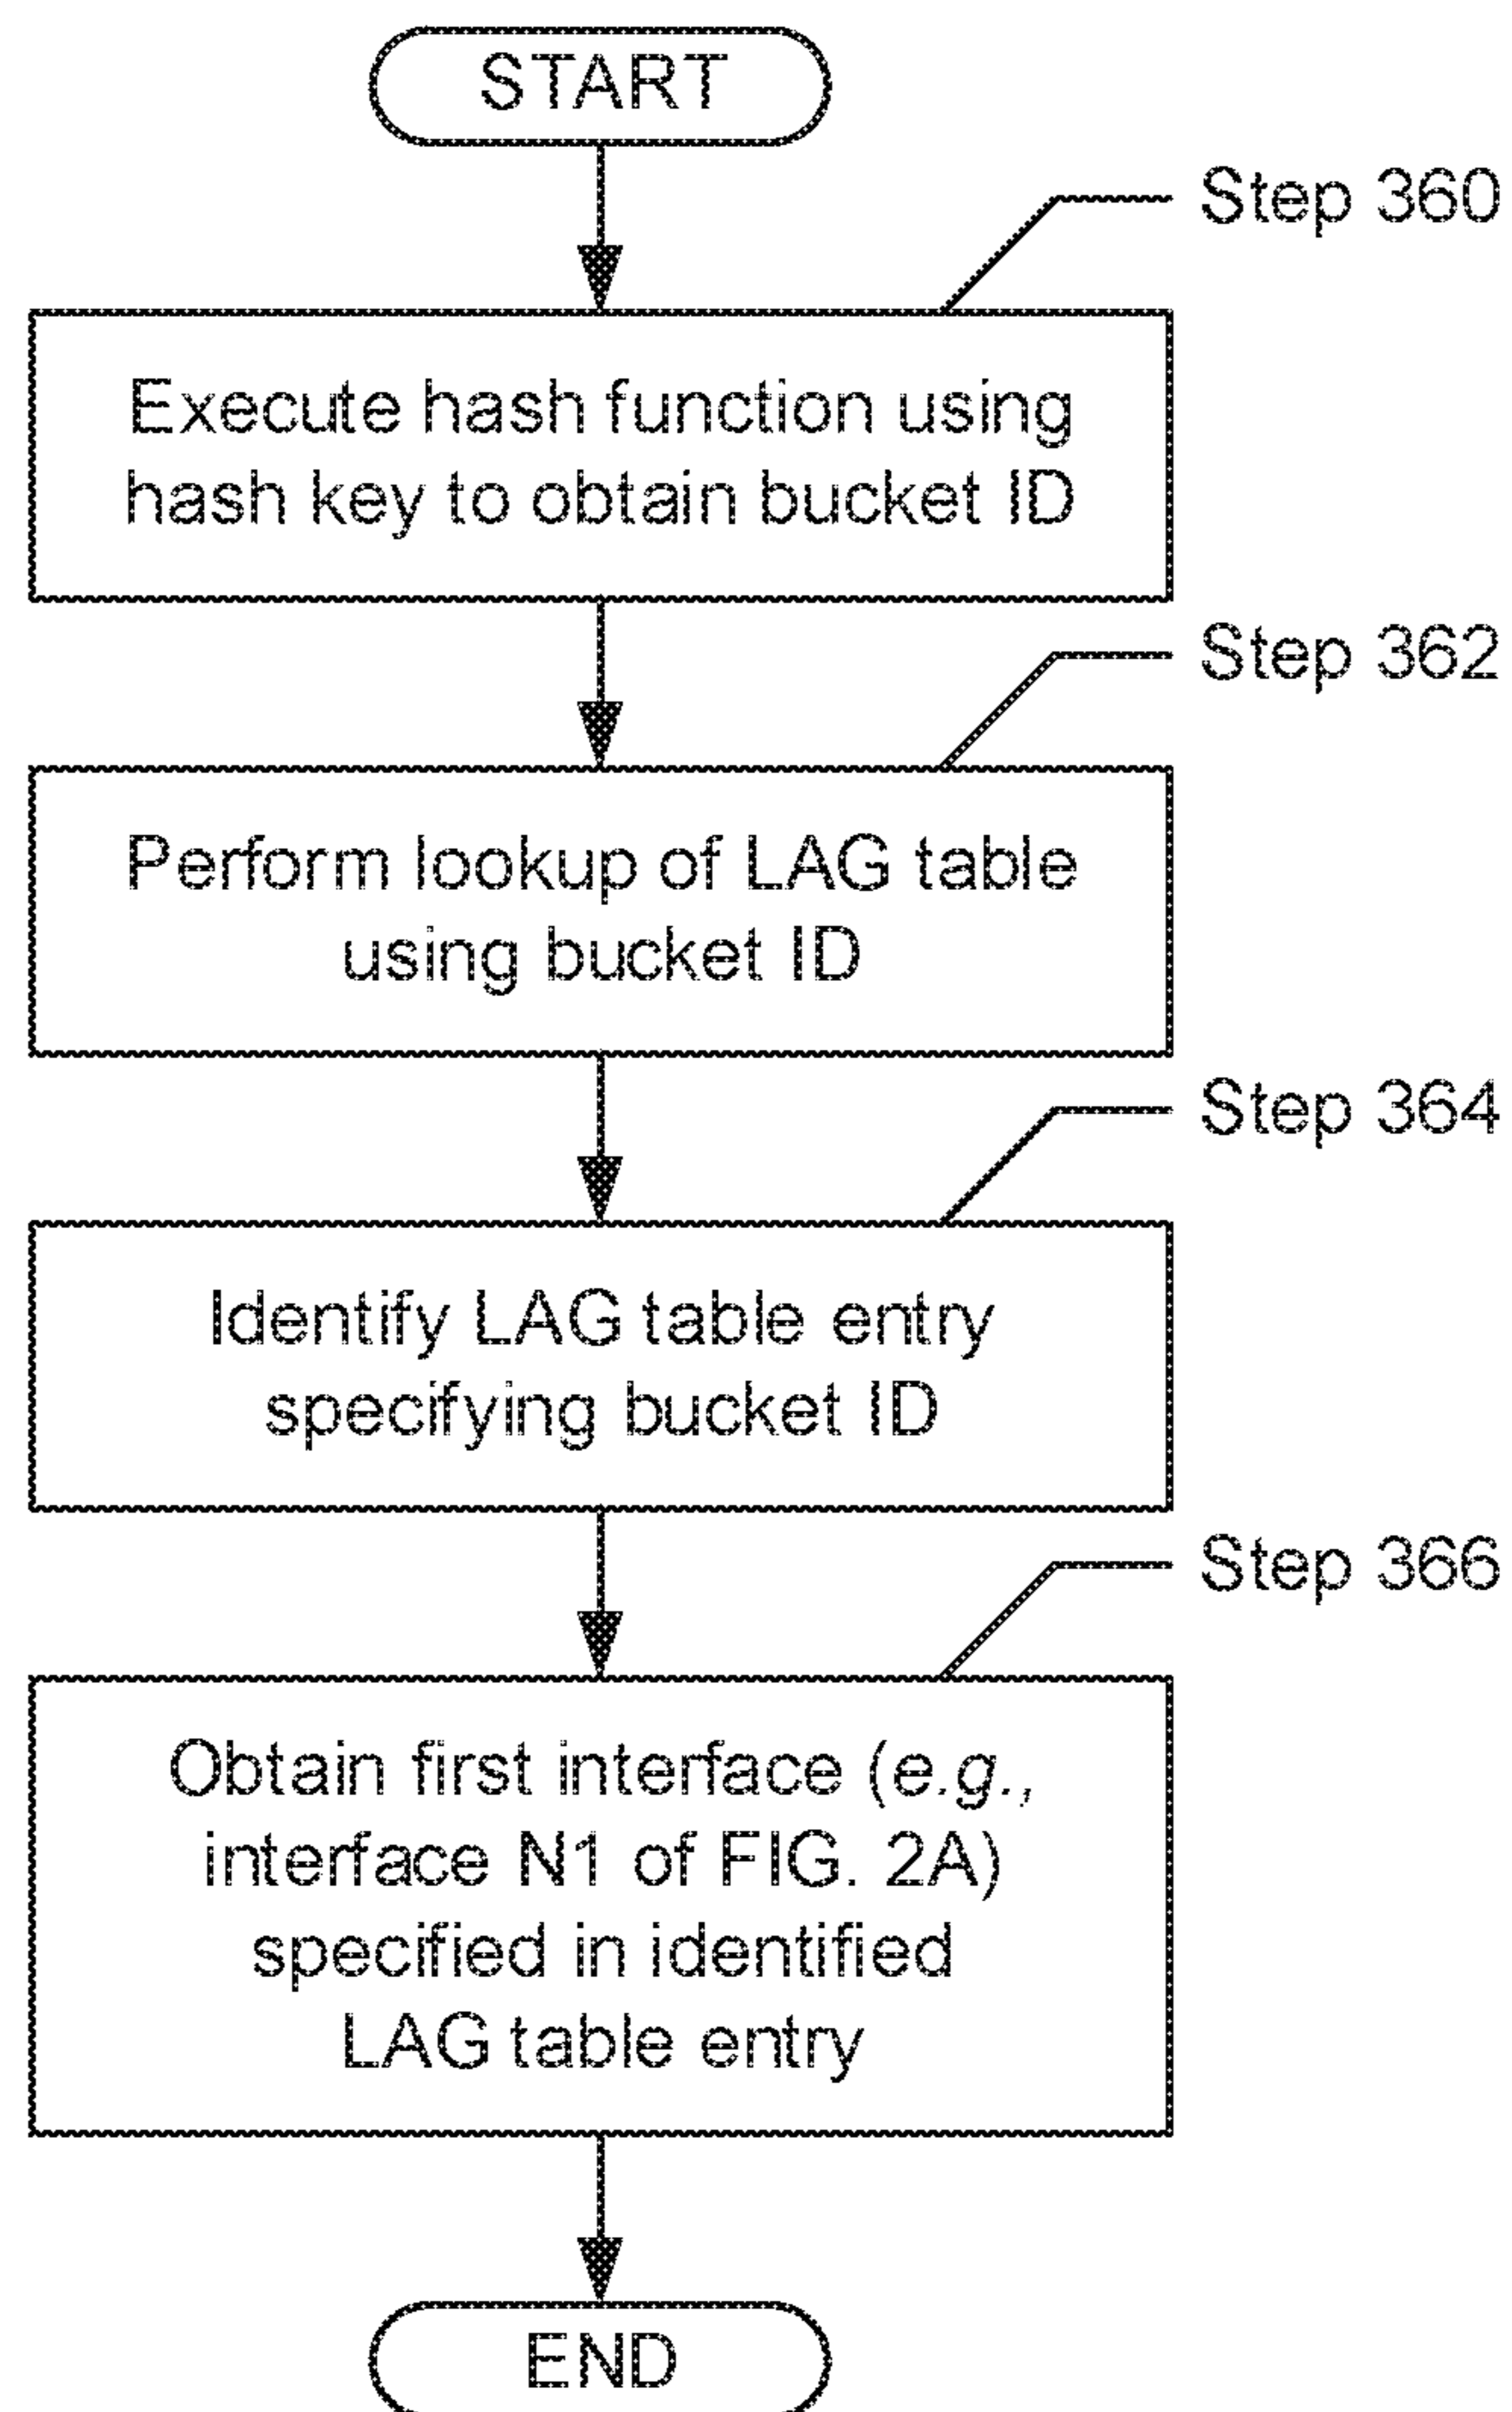 START
Step 360
Execute hash function using
hash key to obtain bucket ID
Step 362
Perform lookup of LAG table
using bucket ID
Step 364
Identify LAG table entry
specifying bucket ID
Step 366
Obtain first interface (e.g.,
interface N1 of FIG. 2A)
specified in identified
LAG table entry
END